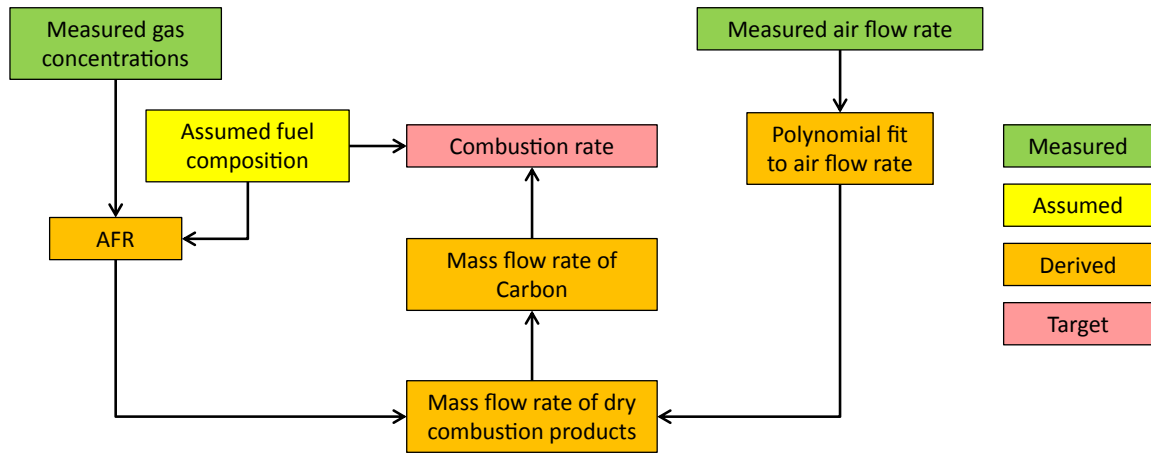 Measured gas
concentrations
Measured air flow rate
Assumed fuel
composition
Combustion rate
Polynomial fit
to air flow rate
Measured
Assumed
AFR
Mass flow rate of
Carbon
Derived
Target
Mass flow rate of dry
combustion products